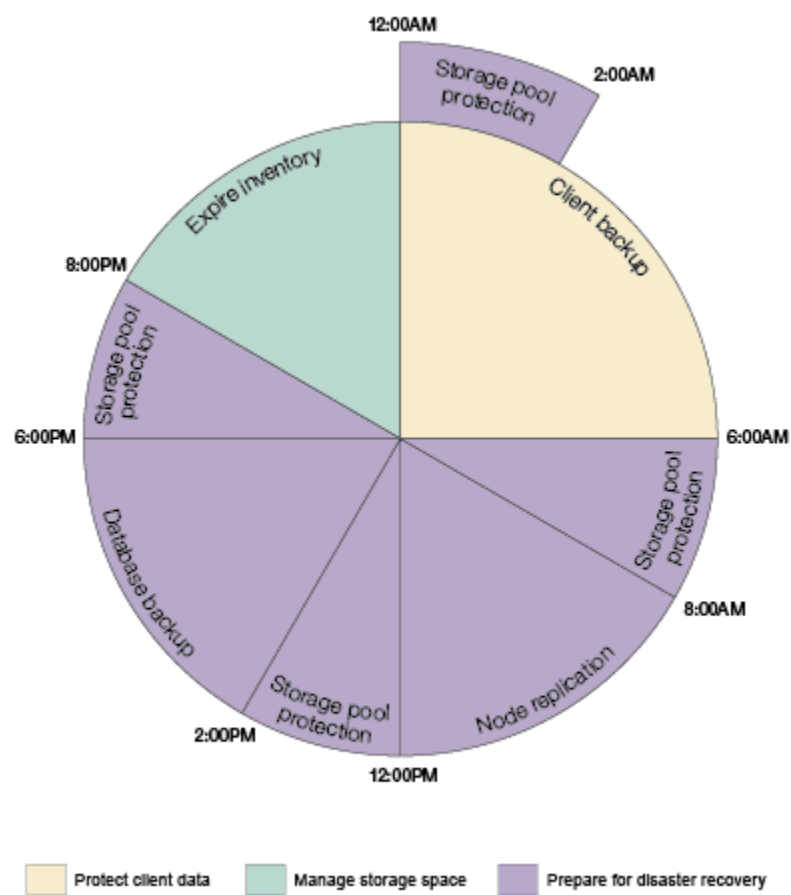 12:00AM
Storage pool
protection
2:00AM
Client backup
Expire inventory
8:00PM
Storage pool
protection
6:00PM
6:00AM
Storage pool
protection
8:00AM
Database backup
Node replication
Storage pool
protection
2:00PM
12:00PM
Protect client data
Manage storage space
Prepare for disaster recovery